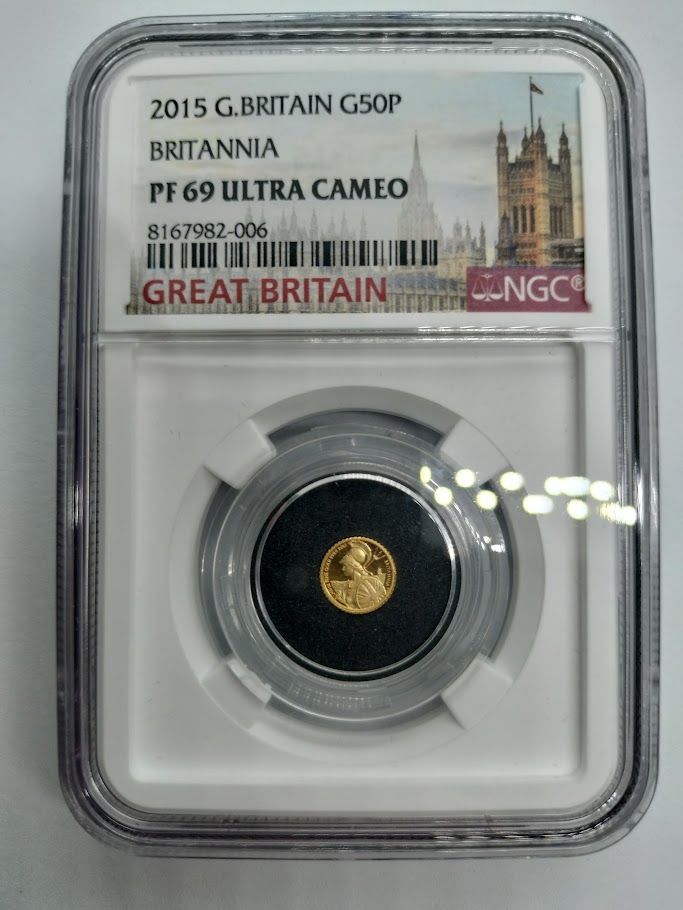 2015 G.BRITAIN G50P
BRITANNIA
PF 69 ULTRA CAMEO
8167982-006
GREAT BRITAIN
NGC®